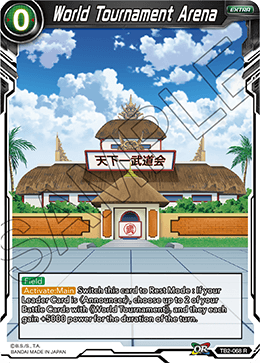 0
World Tournament Arena
EXTRA
SAMPLE
天下一武道会
Field
Activate:Main Switch this card to Rest Mode : If your
Leader Card is {Announcer}, choose up to 2 of your
Battle Cards with 《World Tournament》, and they each
gain +5000 power for the duration of the turn.
BANDAI MADE IN JAPAN
TB2-068 R